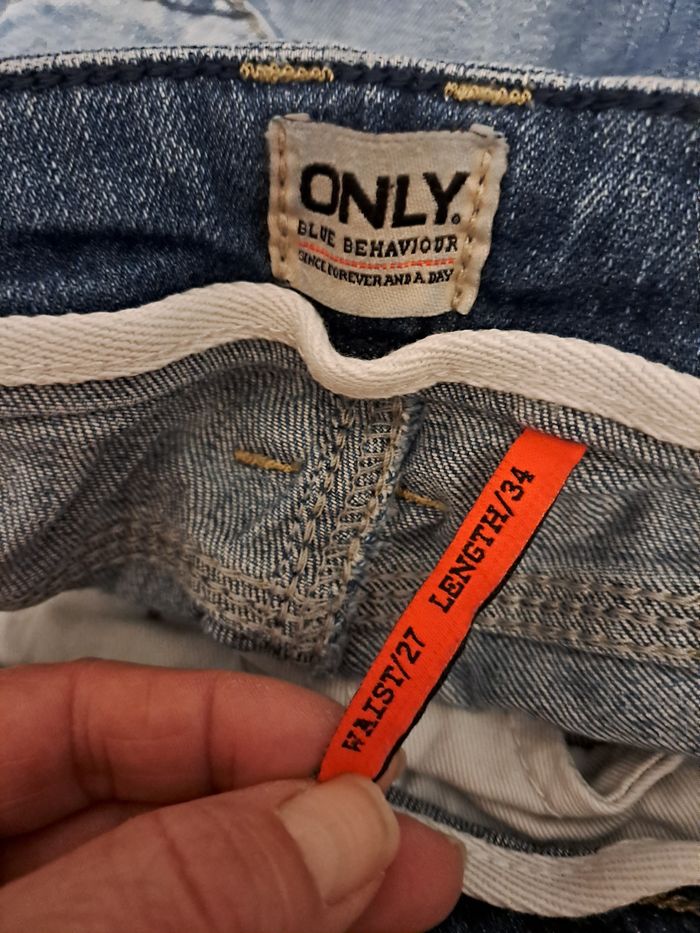 ONLY.
BLUE BEHAVIOUR
SINCE FOREVER AND A DAY
WAIST/27 LENGTH/34